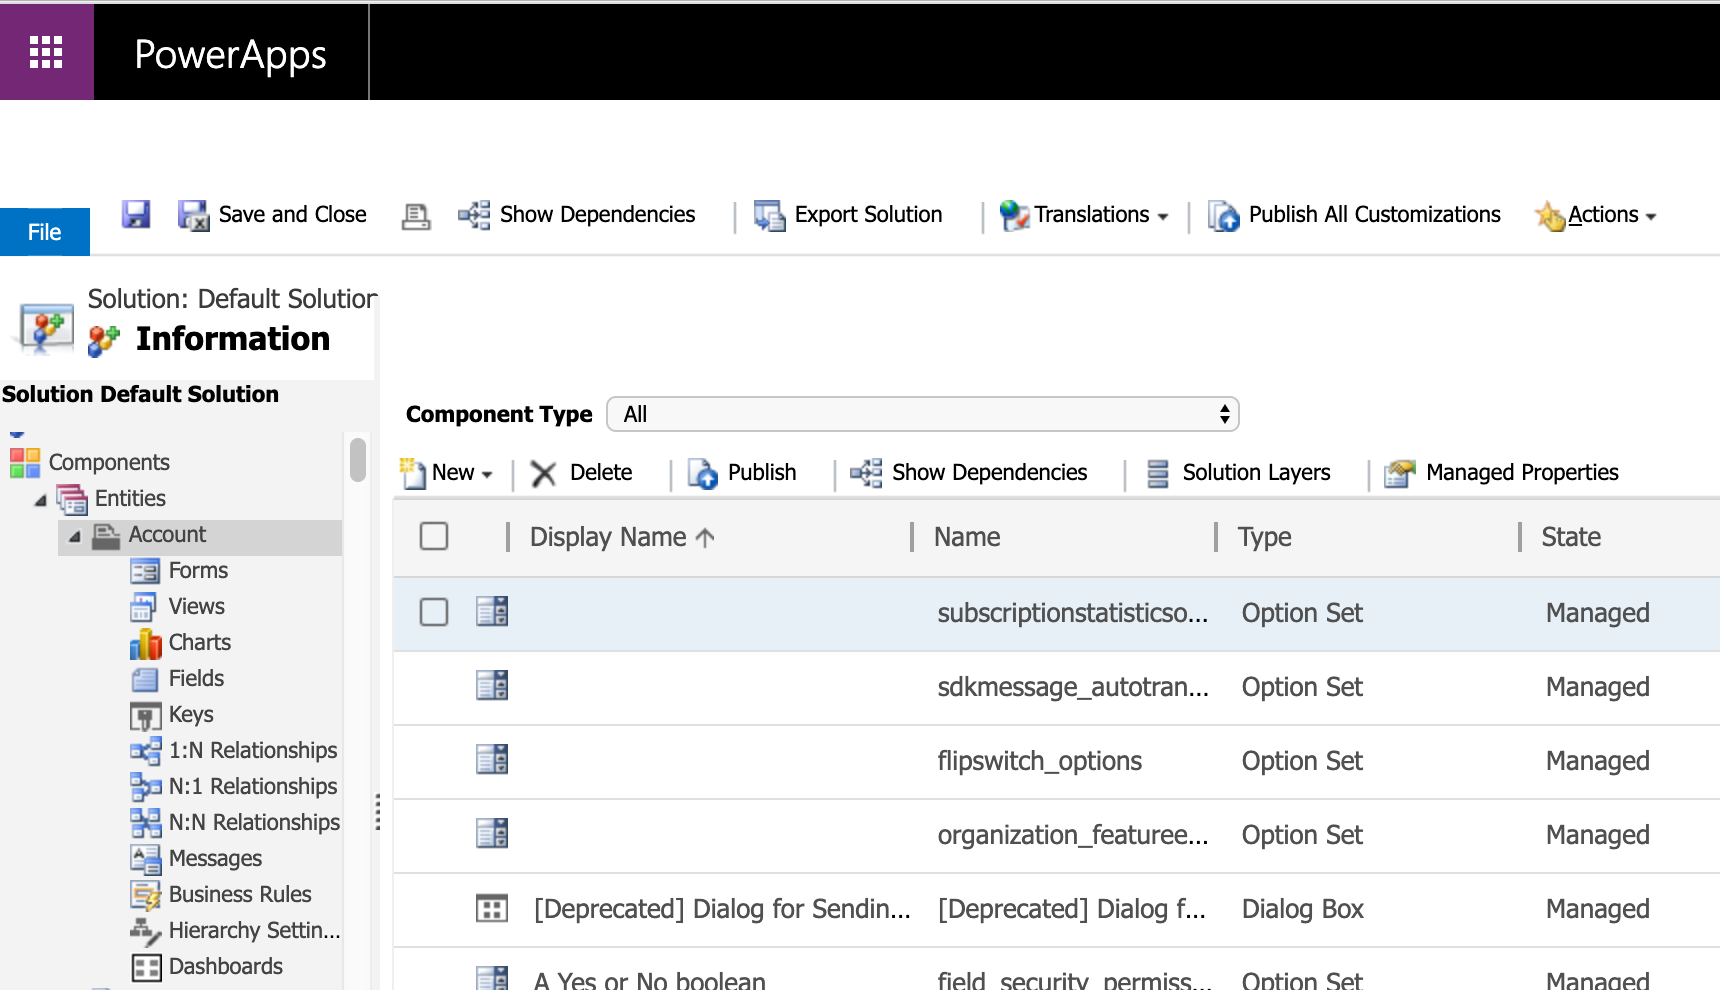 PowerApps
File
Save and Close
Show Dependencies
Export Solution
Translations
Publish All Customizations
Actions
Solution: Default Solution
Information
Solution Default Solution
Components
Entities
Account
Forms
Views
Charts
Fields
Keys
1:N Relationships
N:1 Relationships
N:N Relationships
Messages
Business Rules
Hierarchy Settin...
Dashboards
Component Type All
New Delete Publish Show Dependencies Solution Layers Managed Properties
Display Name Name Type State
subscriptionstatisticso... Option Set Managed
sdkmessage_autotran... Option Set Managed
flipswitch_options Option Set Managed
organization_featuree... Option Set Managed
[Deprecated] Dialog for Sendin... [Deprecated] Dialog f... Dialog Box Managed
A Yes or No boolean field_security_permiss... Option Set Managed